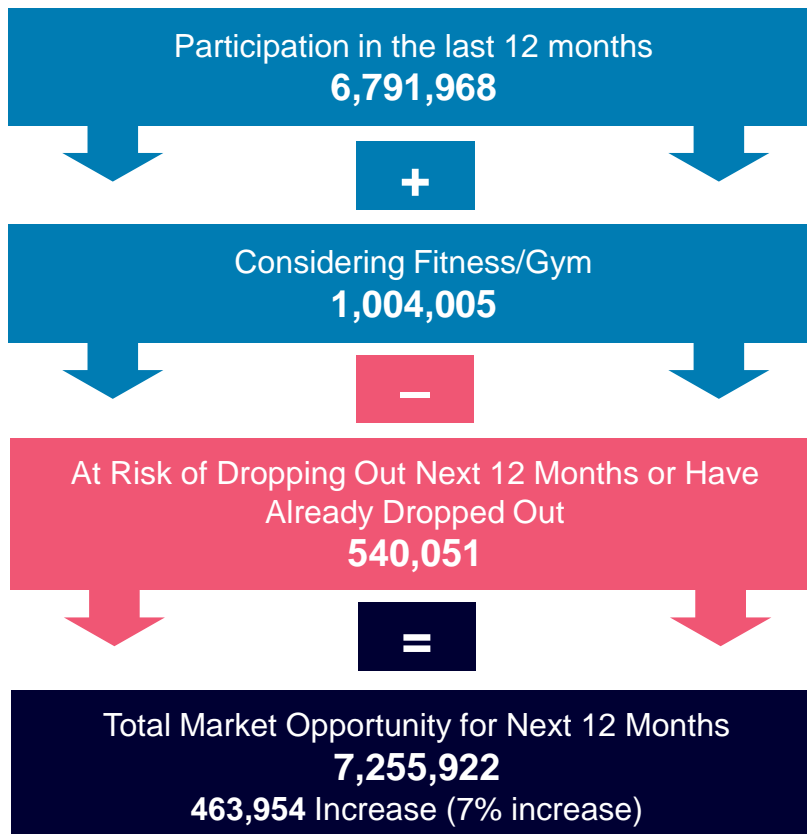 Participation in the last 12 months
6,791,968
+
Considering Fitness/Gym
1,004,005
–
At Risk of Dropping Out Next 12 Months or Have
Already Dropped Out
540,051
=
Total Market Opportunity for Next 12 Months
7,255,922
463,954 Increase (7% increase)